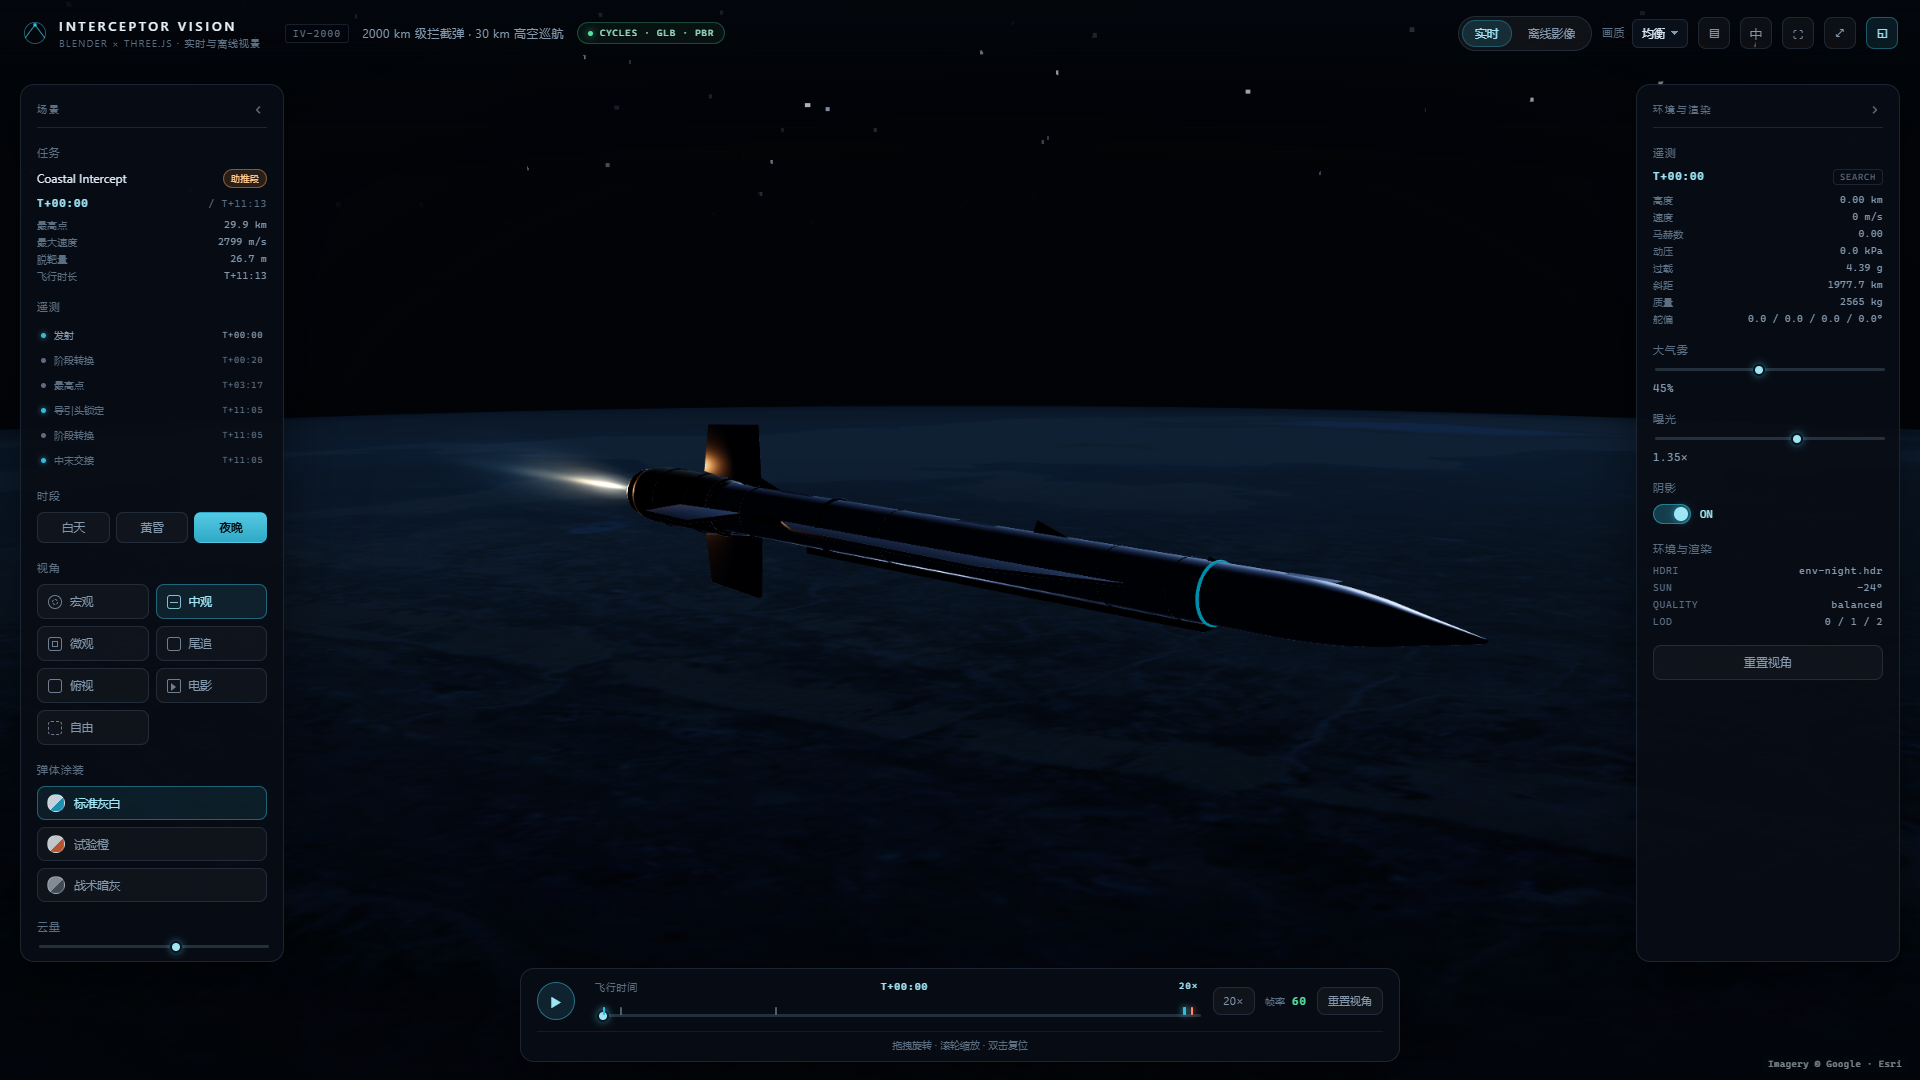 INTERCEPTOR VISION
BLENDER × THREE.JS · 实时与离线视景
IV-2000
2000 km 级拦截弹 · 30 km 高空巡航
CYCLES · GLB · PBR
实时
离线影像
画质
均衡
中
场景
任务
Coastal Intercept
助推段
T+00:00
/ T+11:13
最高点
29.9 km
最大速度
2799 m/s
脱靶量
26.7 m
飞行时长
T+11:13
遥测
发射
T+00:00
阶段转换
T+00:20
最高点
T+03:17
导引头锁定
T+11:05
阶段转换
T+11:05
中末交接
T+11:05
时段
白天
黄昏
夜晚
视角
宏观
中观
微观
尾追
俯视
电影
自由
弹体涂装
标准灰白
试验橙
战术暗灰
云量
环境与渲染
遥测
T+00:00
SEARCH
高度
0.00 km
速度
0 m/s
马赫数
0.00
动压
0.0 kPa
过载
4.39 g
斜距
1977.7 km
质量
2565 kg
舵偏
0.0 / 0.0 / 0.0 / 0.0°
大气雾
45%
曝光
1.35×
阴影
ON
环境与渲染
HDRI
env-night.hdr
SUN
-24°
QUALITY
balanced
LOD
0 / 1 / 2
重置视角
飞行时间
T+00:00
20×
20×
帧率 60
重置视角
拖拽旋转 · 滚轮缩放 · 双击复位
Imagery © Google · Esri